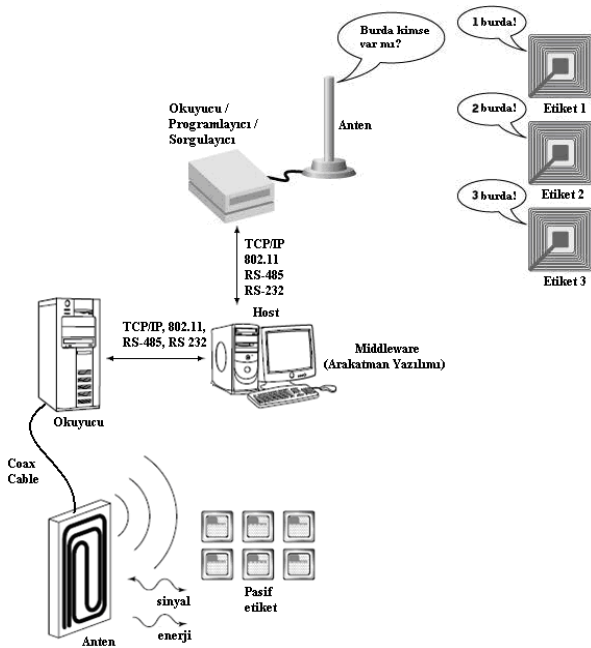 Burda kimse
var mı?
1 burda!
Etiket 1
Okuyucu /
Programlayıcı /
Sorgulayıcı
Anten
2 burda!
Etiket 2
3 burda!
Etiket 3
TCP/IP
802.11
RS-485
RS-232
Host
TCP/IP, 802.11,
RS-485, RS 232
Middleware
(Arakatman Yazılımı)
Okuyucu
Coax
Cable
sinyal
enerji
Anten
Pasif
etiket